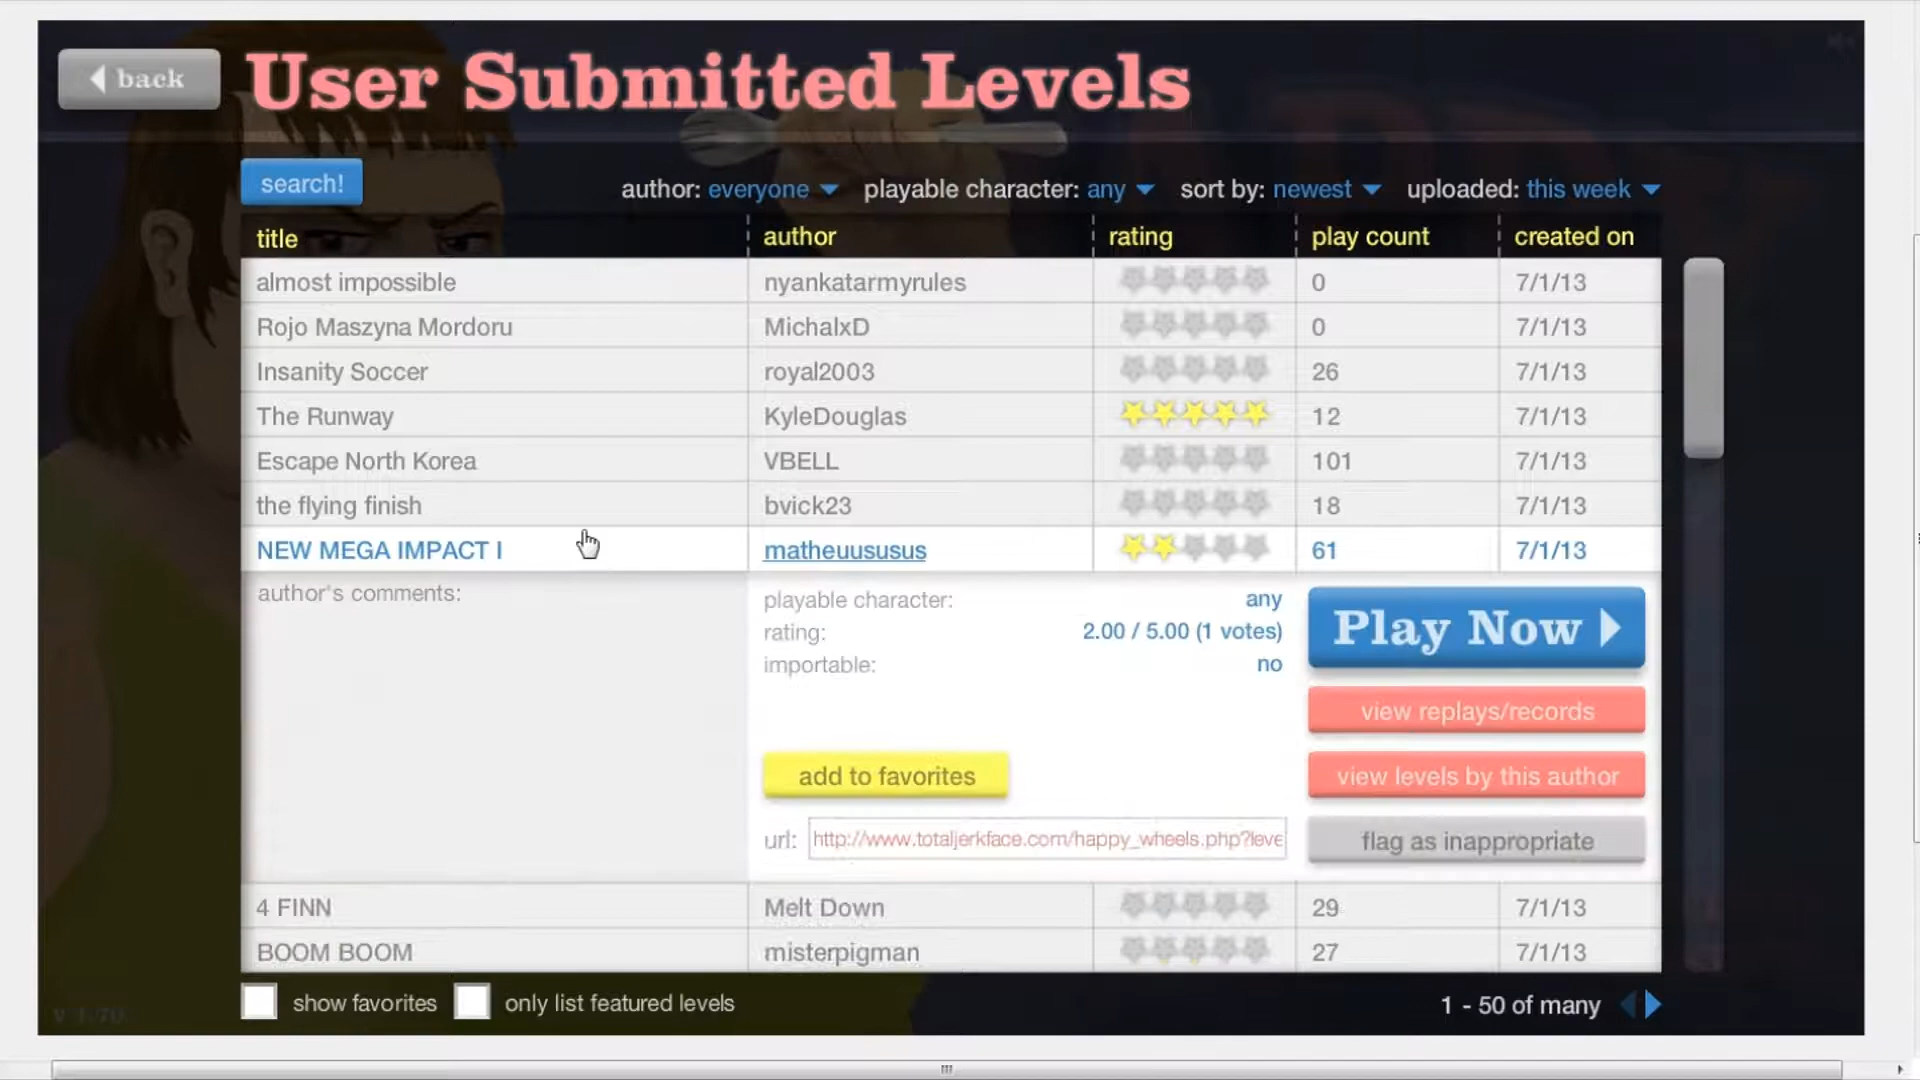 back
User Submitted Levels
search!
author: everyone playable character: any sort by: newest uploaded: this week
title author rating play count created on
almost impossible nyankatarmyrules 0 7/1/13
Rojo Maszyna Mordoru MichalxD 0 7/1/13
Insanity Soccer royal2003 26 7/1/13
The Runway KyleDouglas 12 7/1/13
Escape North Korea VBELL 101 7/1/13
the flying finish bvick23 18 7/1/13
NEW MEGA IMPACT I matheuususus 61 7/1/13
author's comments:
playable character: any
rating: 2.00 / 5.00 (1 votes)
importable: no
Play Now
view replays/records
add to favorites
view levels by this author
url: http://www.totaljerkface.com/happy_wheels.php?leve
flag as inappropriate
4 FINN Melt Down 29 7/1/13
BOOM BOOM misterpigman 27 7/1/13
show favorites only list featured levels
1 - 50 of many